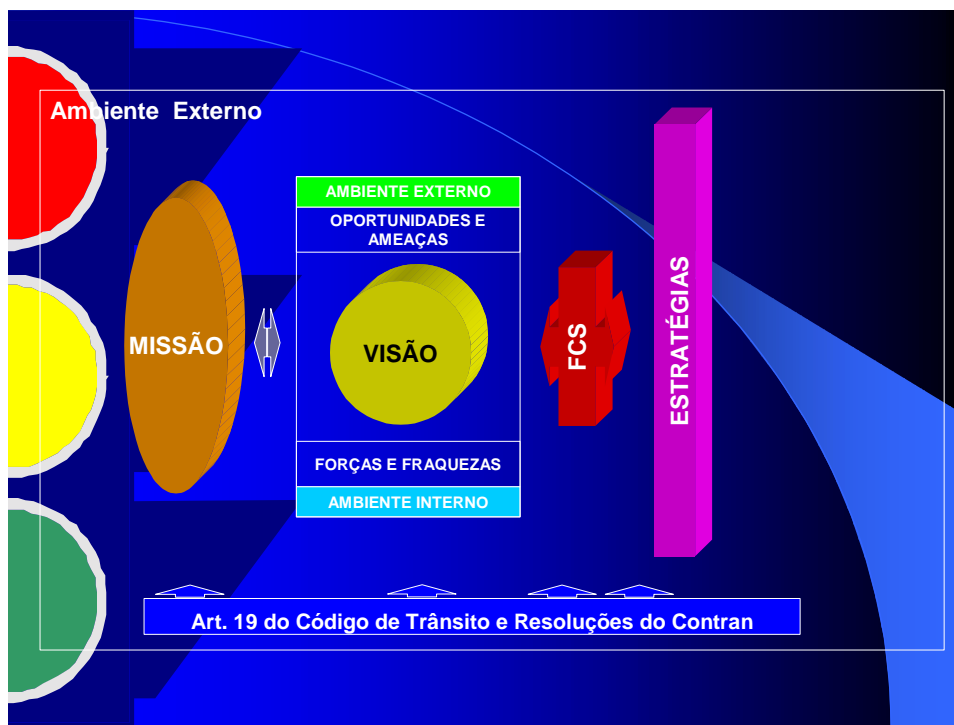 Ambiente Externo
AMBIENTE EXTERNO
OPORTUNIDADES E
AMEAÇAS
MISSÃO
VISÃO
FCS
ESTRATÉGIAS
FORÇAS E FRAQUEZAS
AMBIENTE INTERNO
Art. 19 do Código de Trânsito e Resoluções do Contran